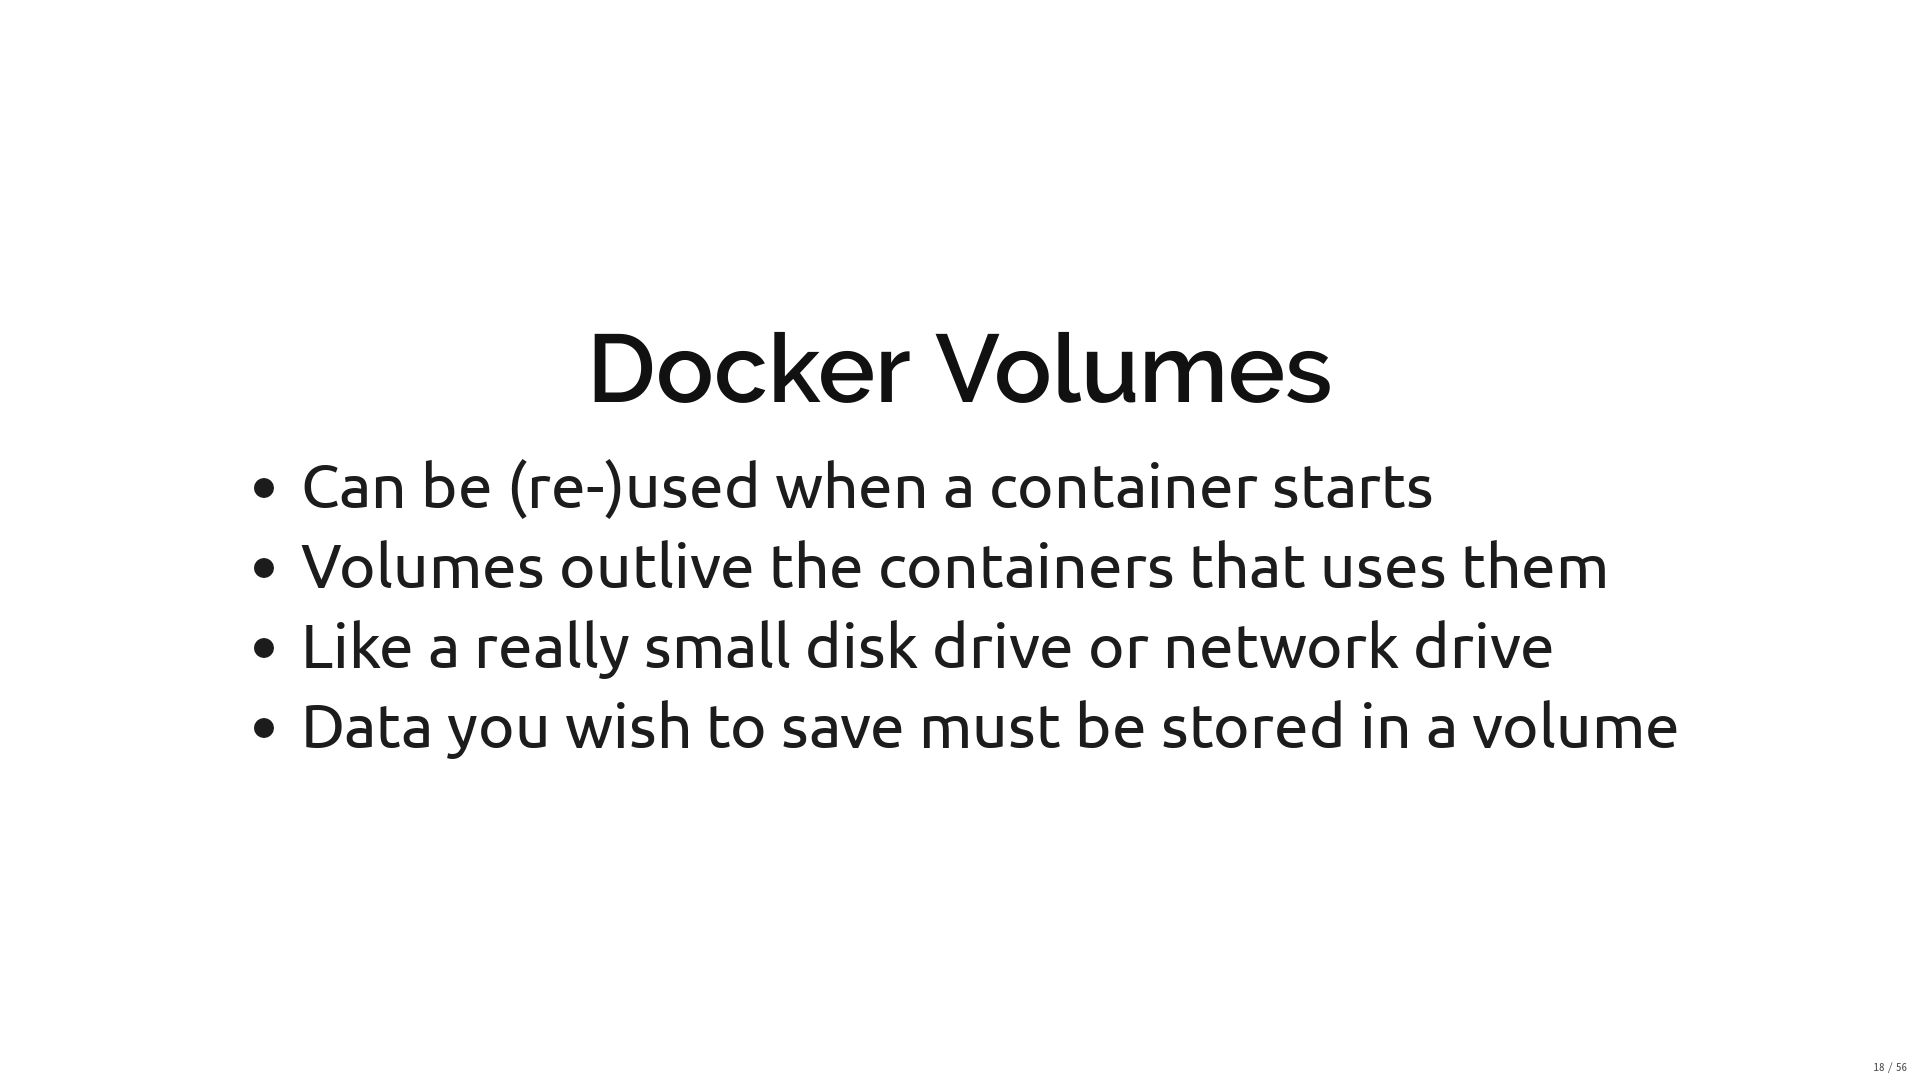 Docker Volumes
• Can be (re-)used when a container starts
• Volumes outlive the containers that uses them
• Like a really small disk drive or network drive
• Data you wish to save must be stored in a volume
18 / 56